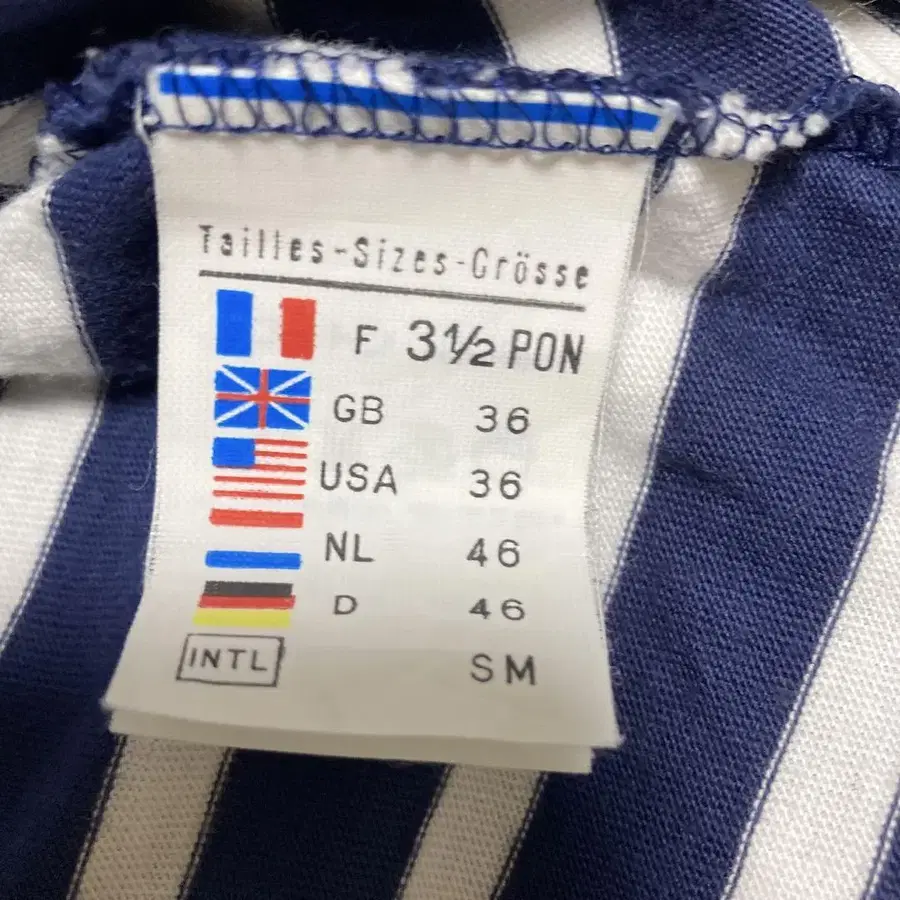 Tailles-Sizes-Grösse
F 3½ PON
GB 36
USA 36
NL 46
D 46
INTL SM